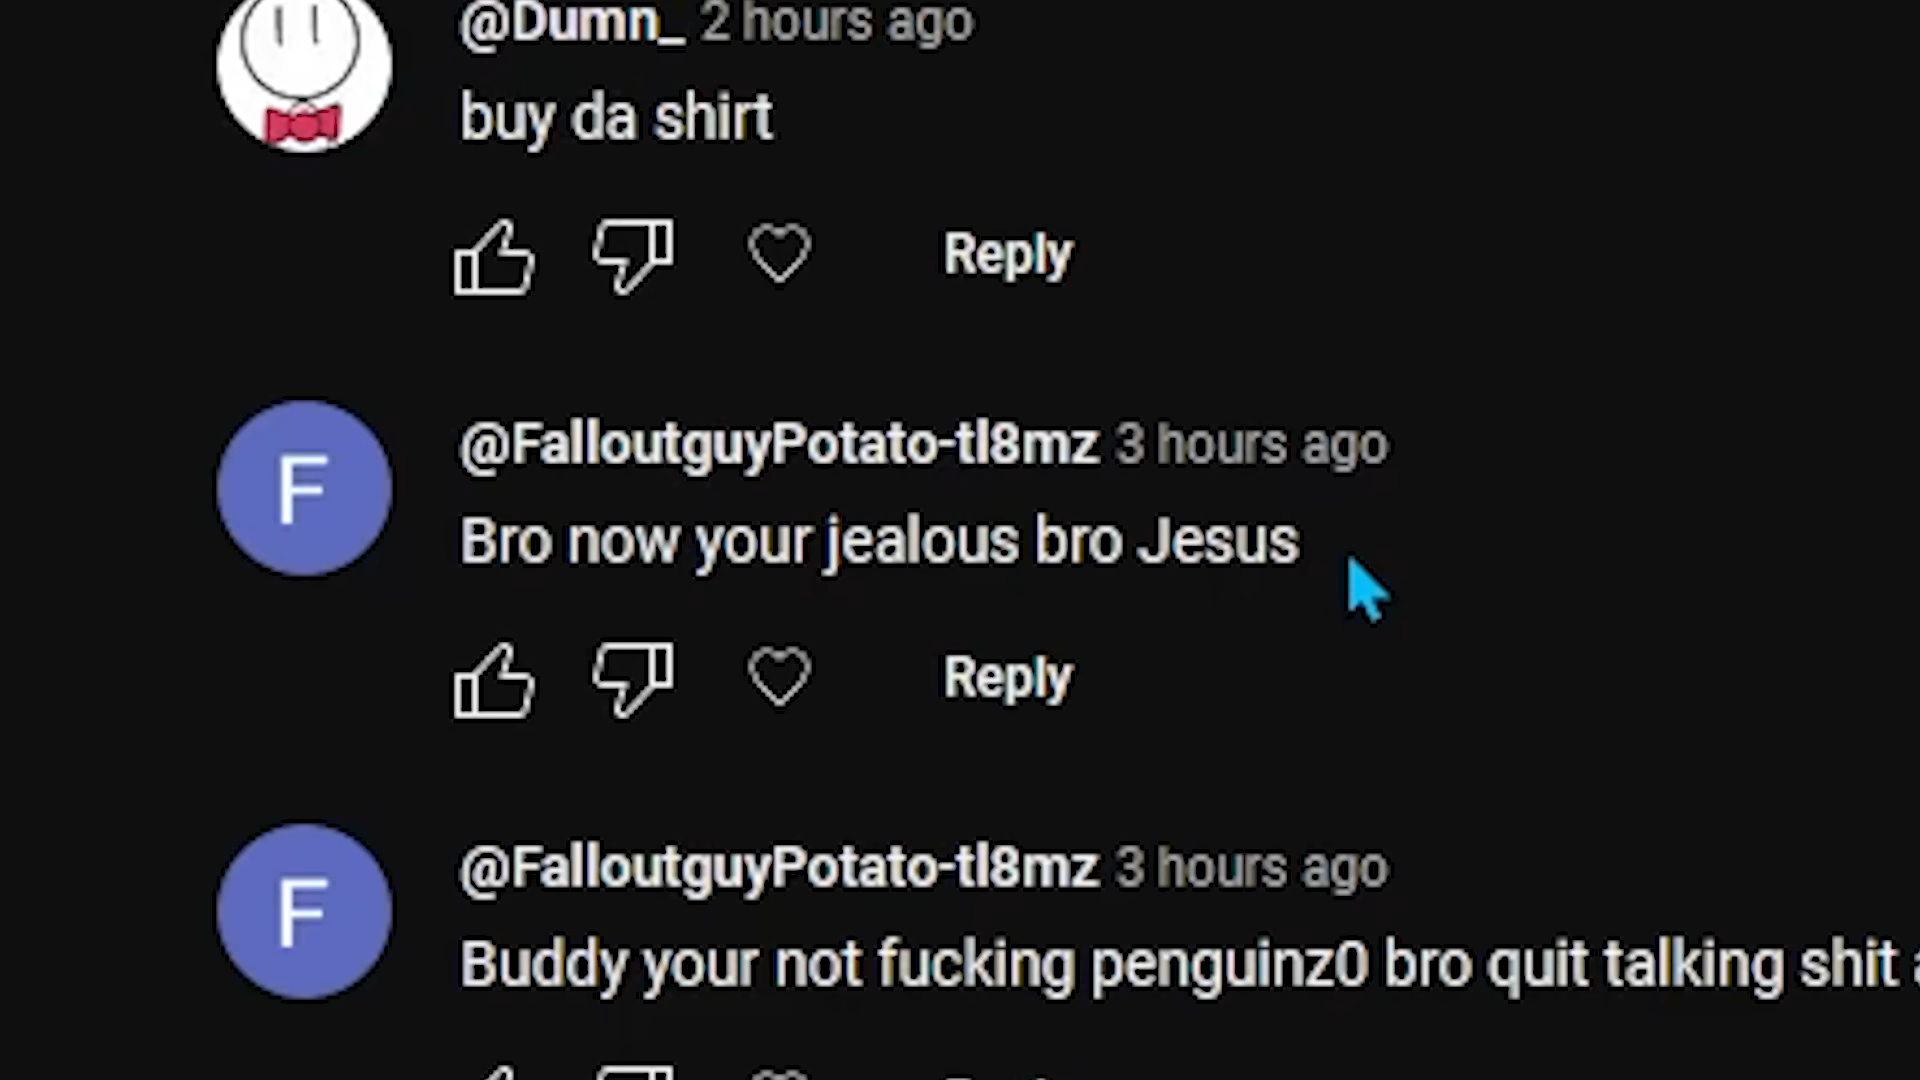 @Dumn_ 2 hours ago
buy da shirt
Reply
F
@FalloutguyPotato-tl8mz 3 hours ago
Bro now your jealous bro Jesus
Reply
F
@FalloutguyPotato-tl8mz 3 hours ago
Buddy your not fucking penguinz0 bro quit talking shit